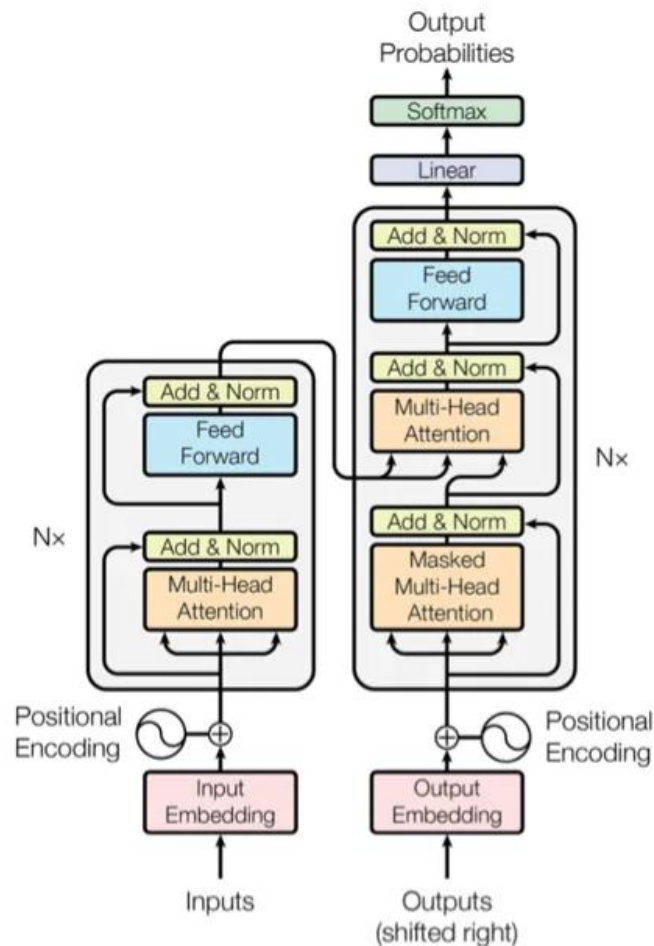 Output
Probabilities
Softmax
Linear
Add & Norm
Feed
Forward
Add & Norm
Multi-Head
Attention
Add & Norm
Masked
Multi-Head
Attention
N×
Add & Norm
Feed
Forward
Add & Norm
Multi-Head
Attention
N×
Positional
Encoding
Positional
Encoding
Input
Embedding
Output
Embedding
Inputs
Outputs
(shifted right)